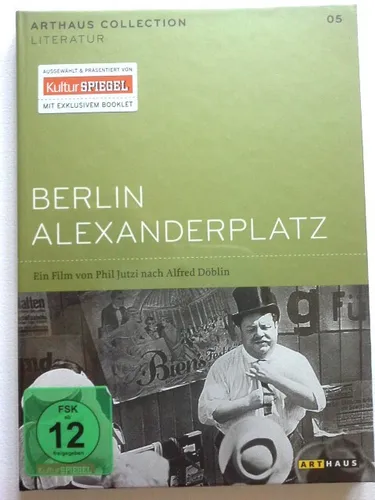 ARTHAUS COLLECTION 05
LITERATUR
AUSGEWÄHLT & PRÄSENTIERT VON
KulturSPIEGEL
MIT EXKLUSIVEM BOOKLET
BERLIN
ALEXANDERPLATZ
Ein Film von Phil Jutzi nach Alfred Döblin
FSK
ab
12
freigegeben
KulturSPIEGEL
ARTHAUS